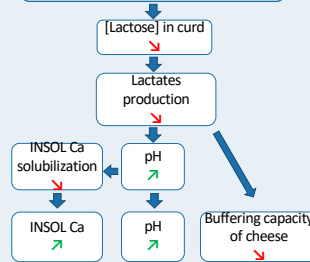 [Lactose] in curd
Lactates
production
INSOL Ca
solubilization
pH
INSOL Ca
pH
Buffering capacity
of cheese